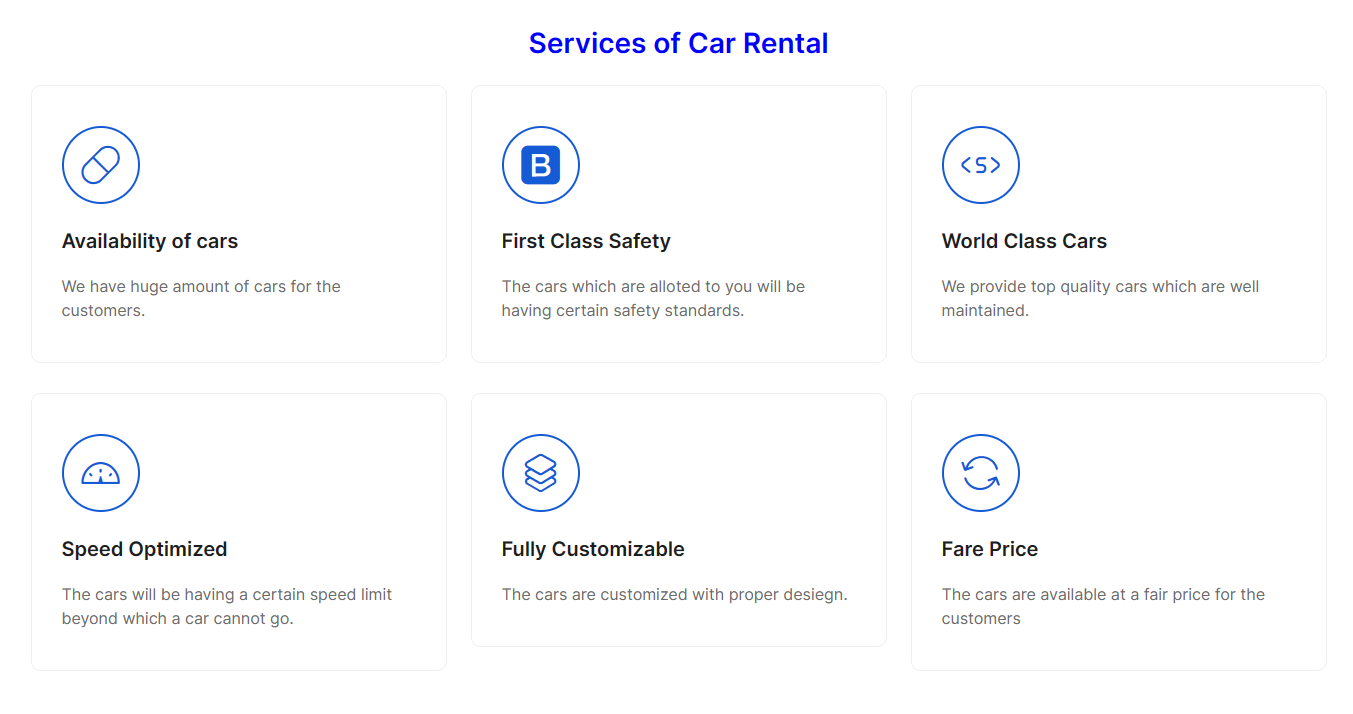 Services of Car Rental
B
S
Availability of cars
First Class Safety
World Class Cars
We have huge amount of cars for the
customers.
The cars which are alloted to you will be
having certain safety standards.
We provide top quality cars which are well
maintained.
Speed Optimized
Fully Customizable
Fare Price
The cars will be having a certain speed limit
beyond which a car cannot go.
The cars are customized with proper desiegn.
The cars are available at a fair price for the
customers